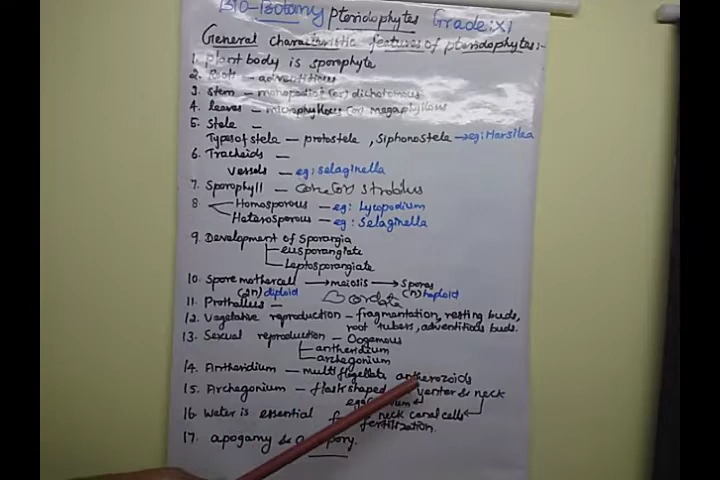 Bio-Botany Pteridophytes Grade:XI
General characteristic features of pteridophytes:-
1. Plant body is sporophyte
2. Root - adventitious
3. Stem - monopodial (or) dichotomous
4. leaves - microphyllous (or) megaphyllous
5. Stele -
Types of stela - protostele, Siphonostele → eg: Marsilea
6. Tracheids -
vessels - eg: Selaginella
7. Sporophyll - Cone (or) Strobilus
8 Homosporous - eg: Lycopodium
Heterosporous - eg: Selaginella
9. Development of Sporangia
eusporangiate
Leptosporangiate
10. Spore mother cell → meiosis → Spores
(2n) diploid (n) haploid
11. Prothallus - Cordate
12. Vegetative reproduction - fragmentation, resting buds,
root tubers, adventitious buds.
13. Sexual reproduction - Oogamous
antheridium
archegonium
14. Antheridium - multiflagellate antherozoids
15. Archegonium - flask shaped venter & neck
neck canal cells
16. Water is essential fertilization.
17. apogamy &